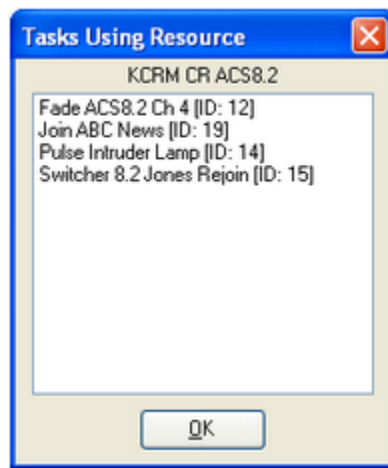 Tasks Using Resource
KCRM CR ACS8.2
Fade ACS8.2 Ch 4 [ID: 12]
Join ABC News [ID: 19]
Pulse Intruder Lamp [ID: 14]
Switcher 8.2 Jones Rejoin [ID: 15]
OK